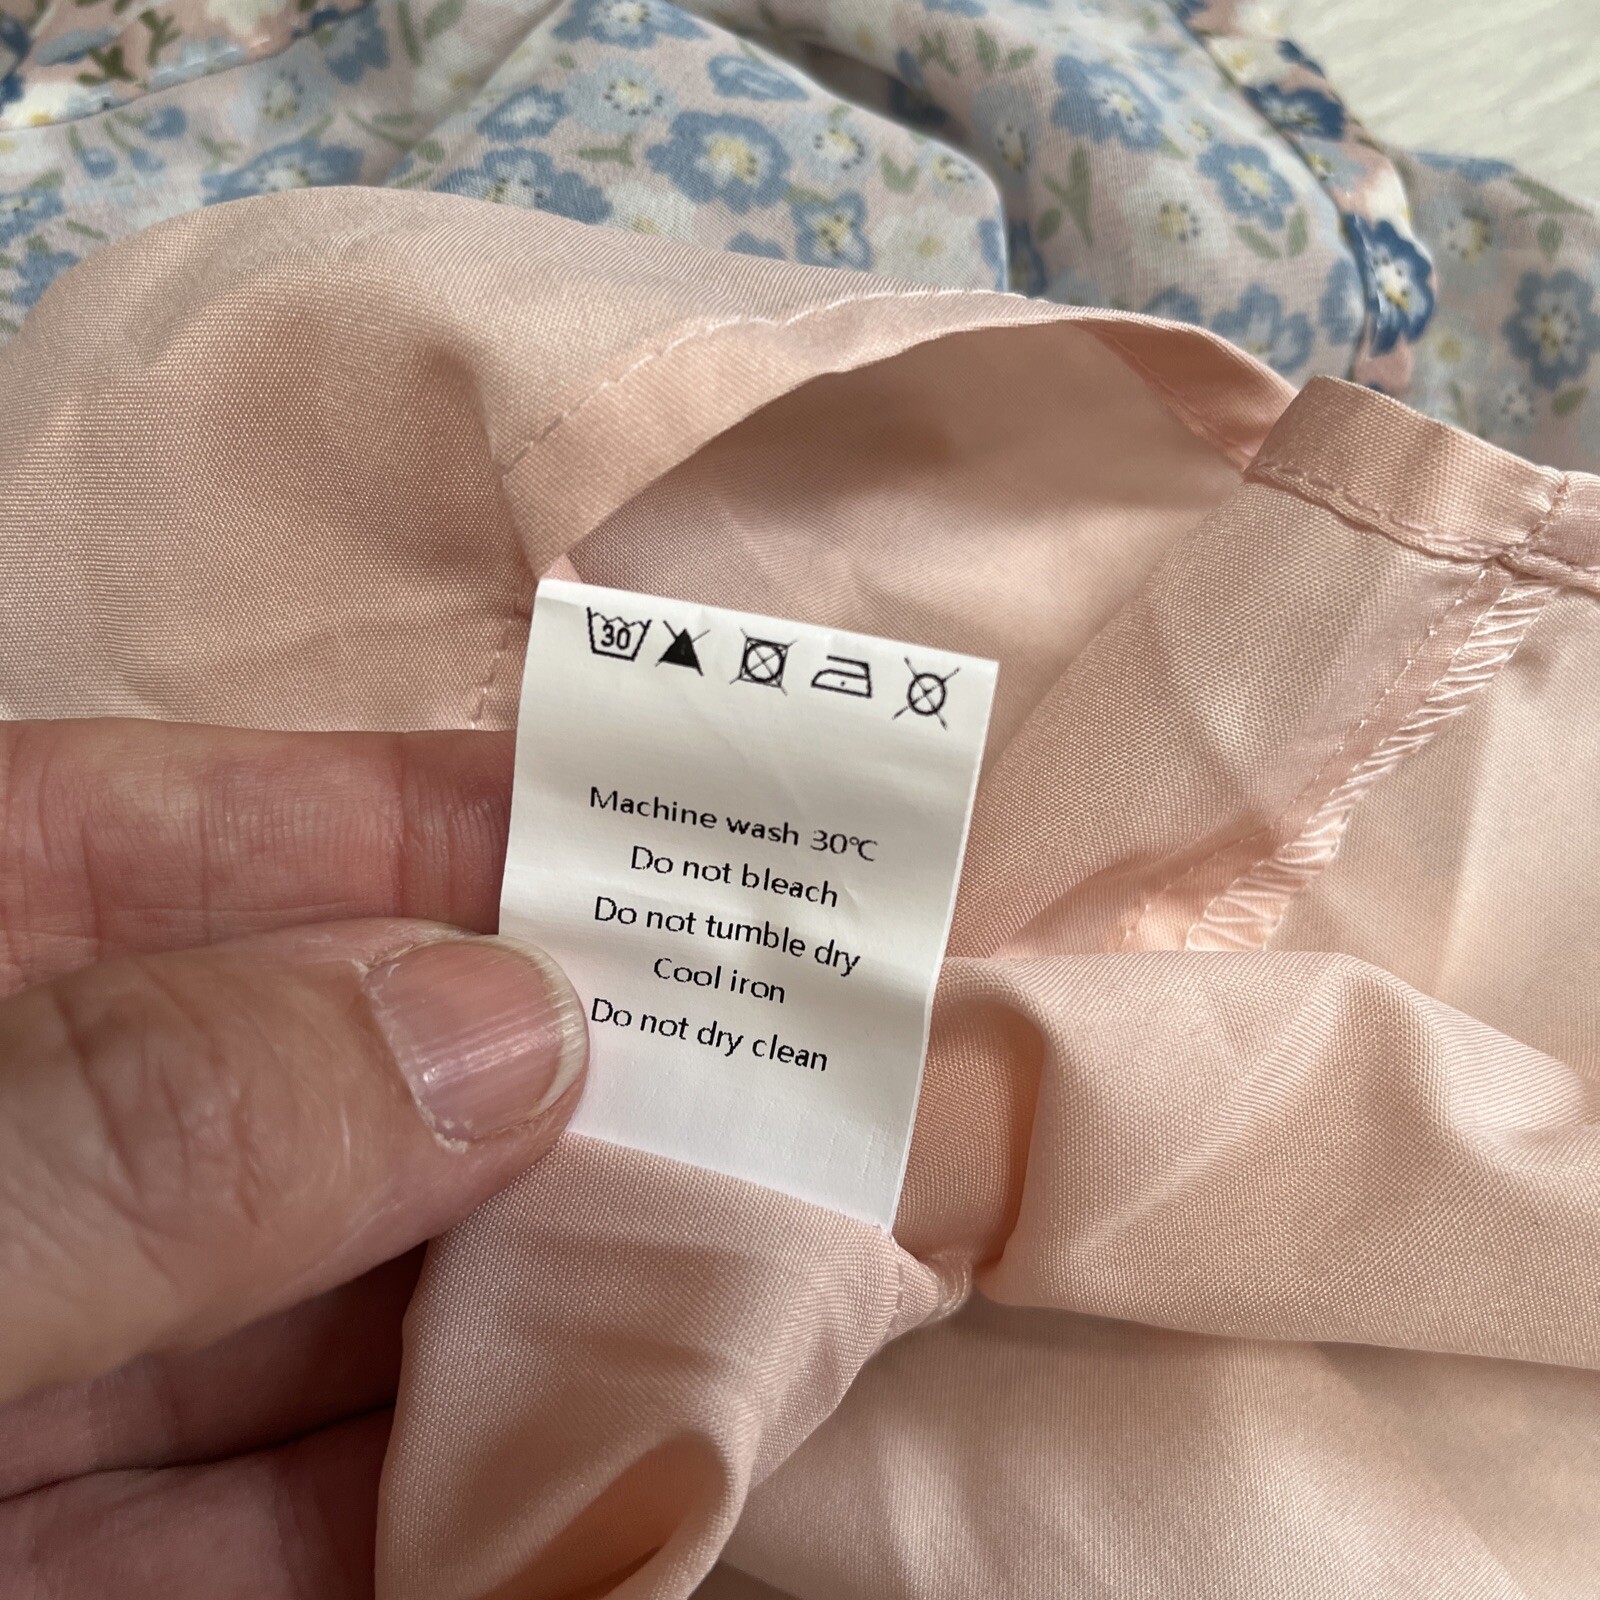 30
Machine wash 30℃
Do not bleach
Do not tumble dry
Cool iron
Do not dry clean